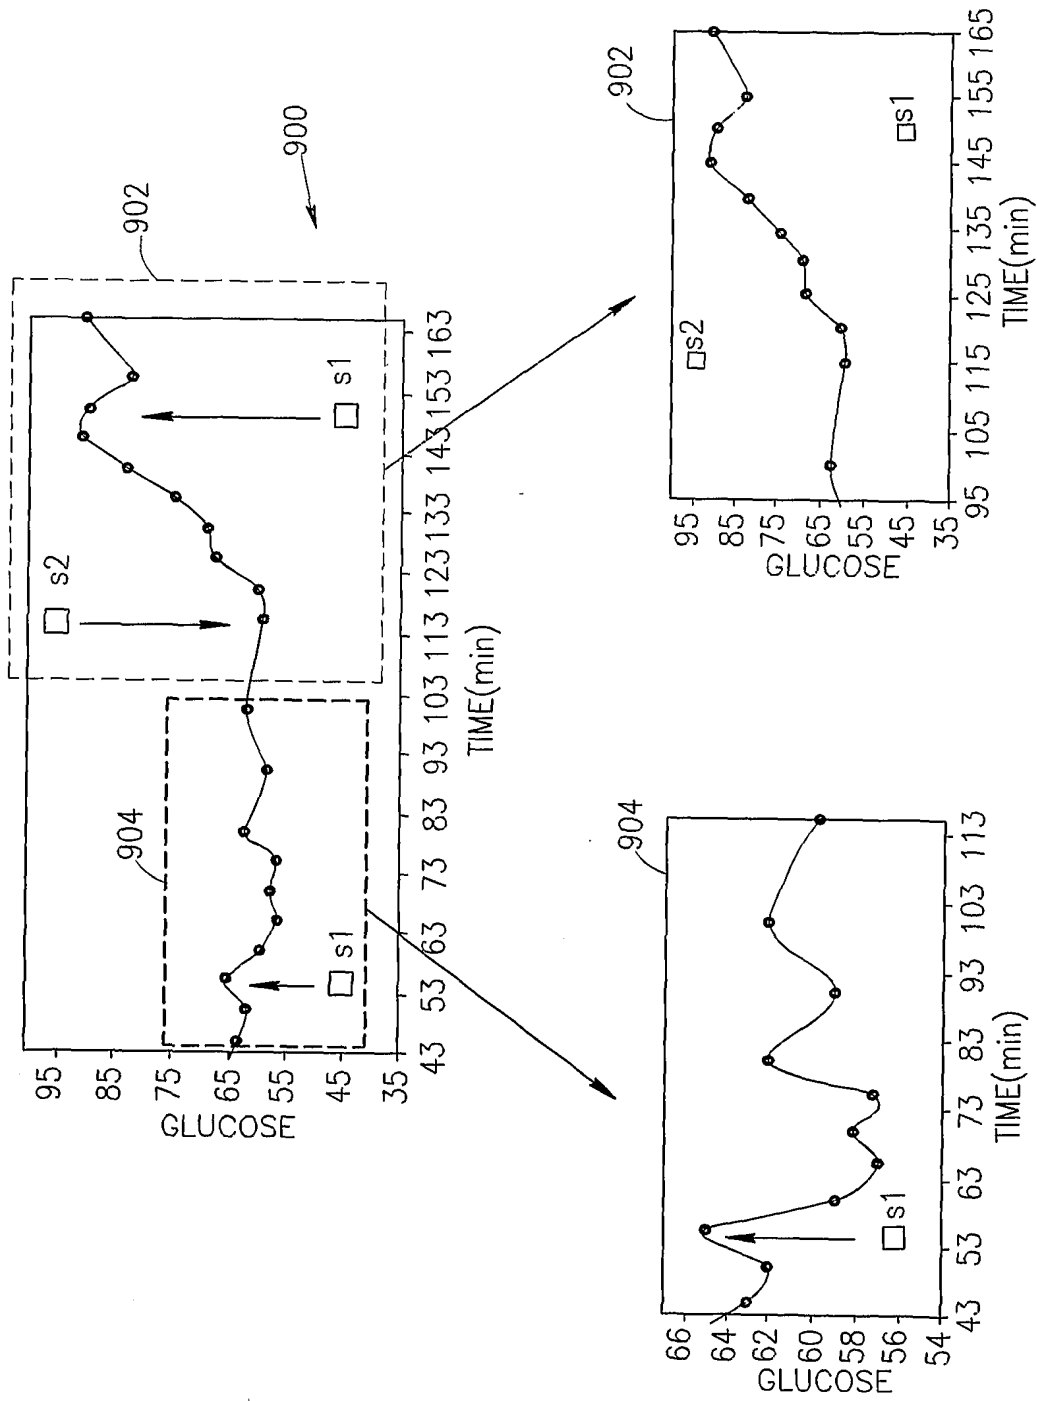 900
902
904
s2
s1
s1
95
85
75
65
55
45
35
GLUCOSE
43 53 63 73 83 93 103 113 123 133 143 153 163
TIME(min)
904
s1
66
64
62
60
58
56
54
GLUCOSE
43 53 63 73 83 93 103 113
TIME(min)
902
s2
s1
95
85
75
65
55
45
35
GLUCOSE
95 105 115 125 135 145 155 165
TIME(min)